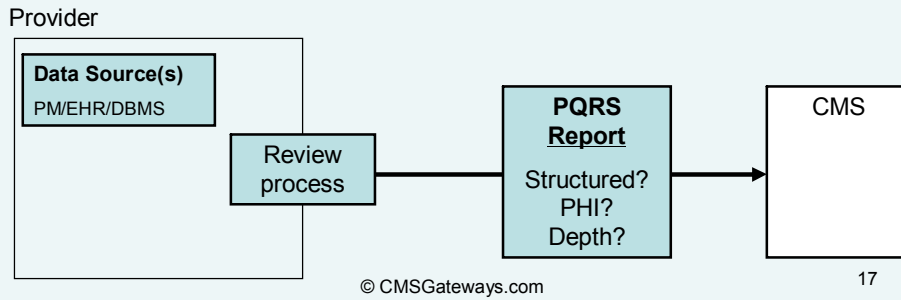 Provider
Data Source(s)
PM/EHR/DBMS
Review
process
PQRS
Report
Structured?
PHI?
Depth?
CMS
© CMSGateways.com
17